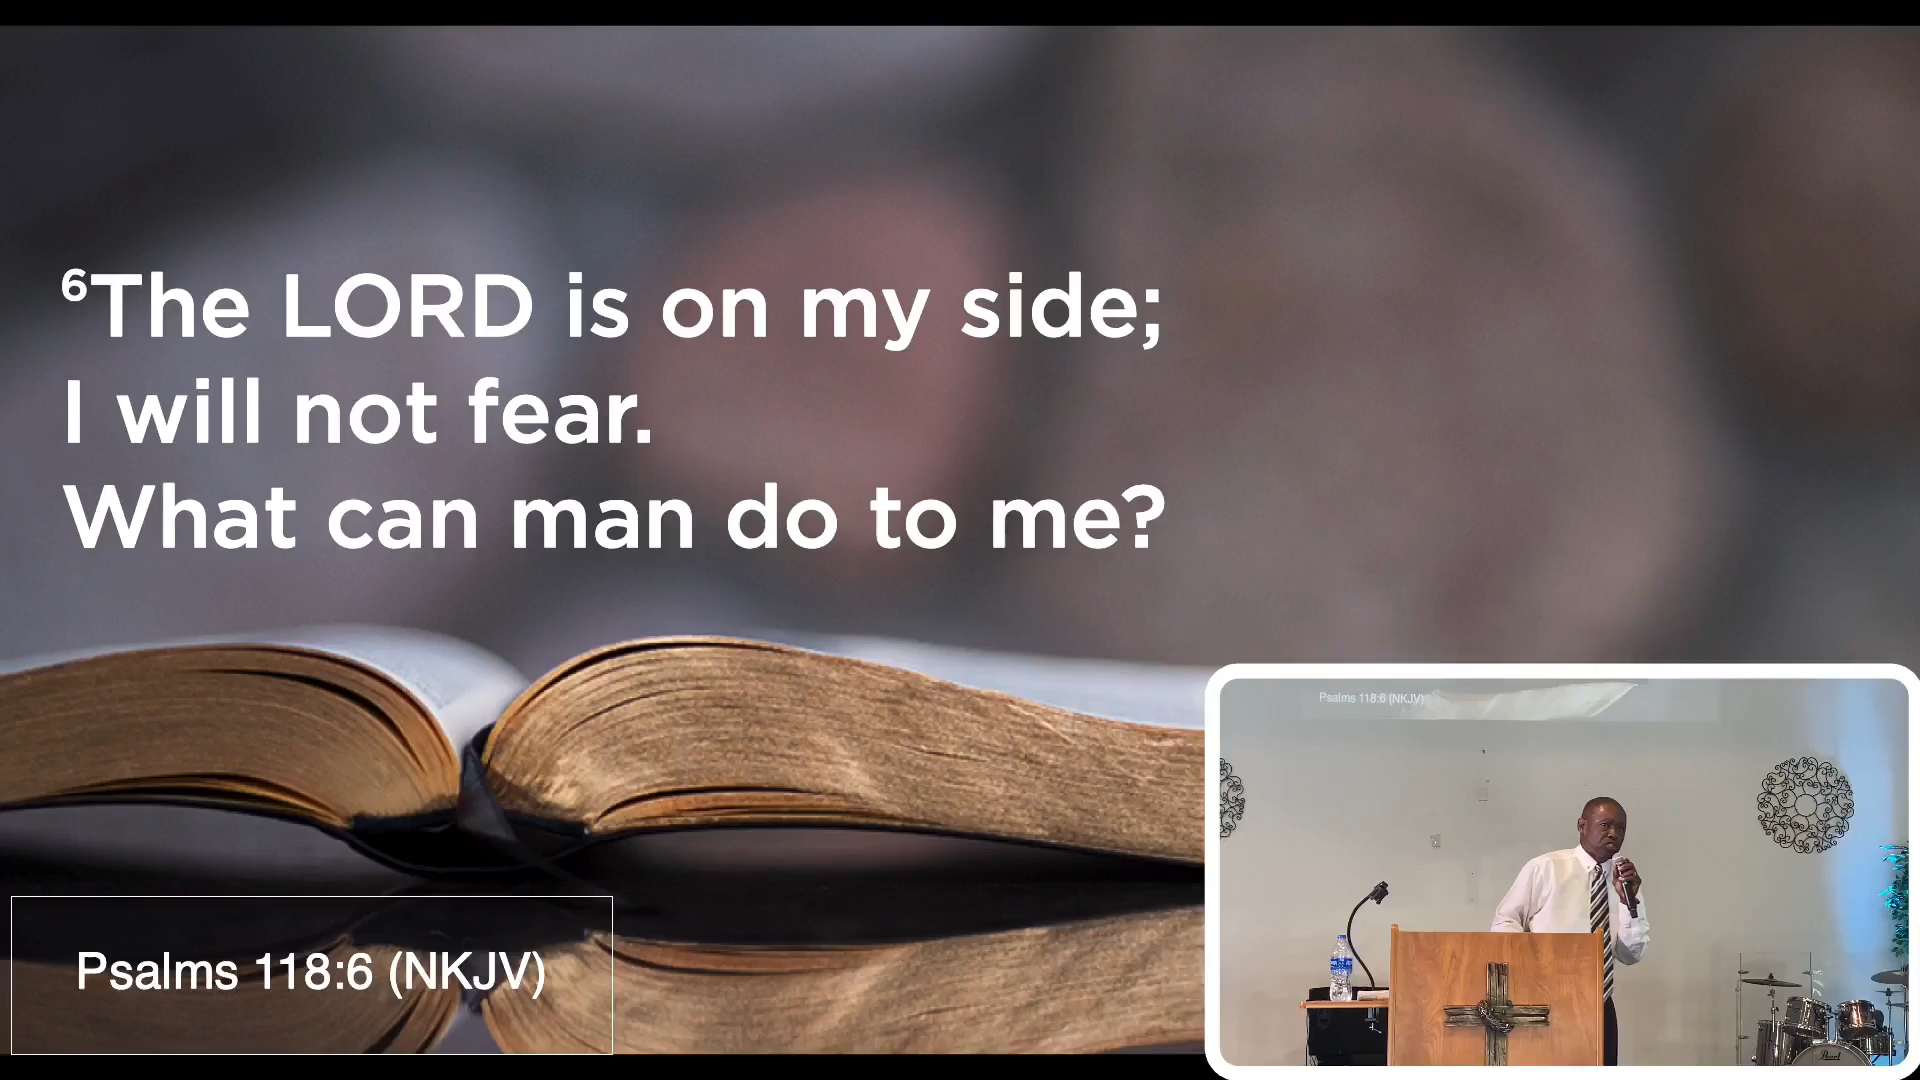 ⁶The LORD is on my side;
I will not fear.
What can man do to me?
Psalms 118:6 (NKJV)
Psalms 118:6 (NKJV)
Pearl